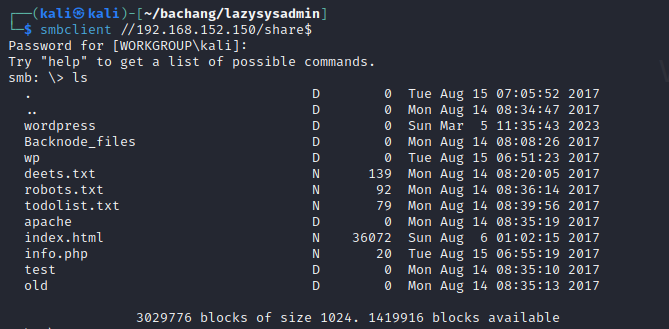 ┌──(kali㉿kali)-[~/bachang/lazysysadmin]
└─$ smbclient //192.168.152.150/share$
Password for [WORKGROUP\kali]:
Try "help" to get a list of possible commands.
smb: \> ls
  .                                   D        0  Tue Aug 15 07:05:52 2017
  ..                                  D        0  Mon Aug 14 08:34:47 2017
  wordpress                           D        0  Sun Mar  5 11:35:43 2023
  Backnode_files                      D        0  Mon Aug 14 08:08:26 2017
  wp                                  D        0  Tue Aug 15 06:51:23 2017
  deets.txt                           N      139  Mon Aug 14 08:20:05 2017
  robots.txt                          N       92  Mon Aug 14 08:36:14 2017
  todolist.txt                        N       79  Mon Aug 14 08:39:56 2017
  apache                              D        0  Mon Aug 14 08:35:19 2017
  index.html                          N    36072  Sun Aug  6 01:02:15 2017
  info.php                            N       20  Tue Aug 15 06:55:19 2017
  test                                D        0  Mon Aug 14 08:35:10 2017
  old                                 D        0  Mon Aug 14 08:35:13 2017
                3029776 blocks of size 1024. 1419916 blocks available